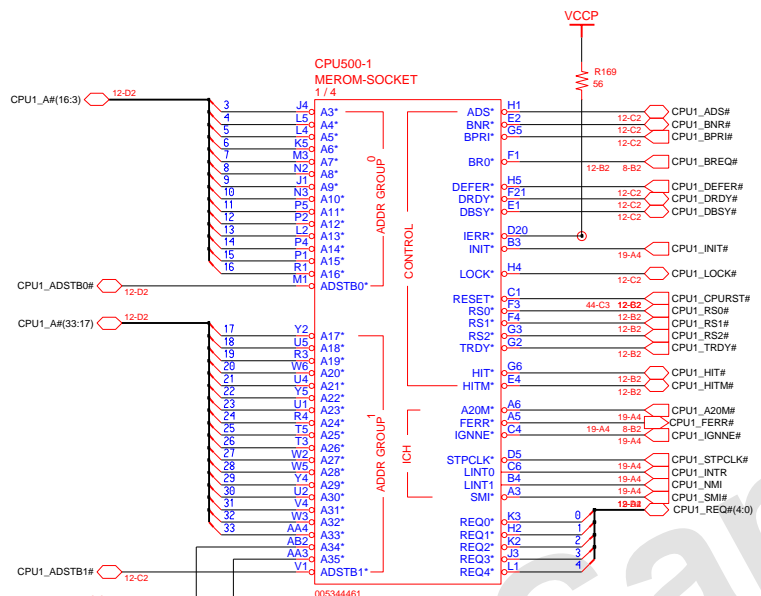 VCCP
R169
56
CPU500-1
MEROM-SOCKET
1 / 4
CPU1_A#(16:3) 12-D2
3 J4 A3*
4 L5 A4*
5 L4 A5*
6 K5 A6*
7 M3 A7*
8 N2 A8*
9 J1 A9*
10 N3 A10*
11 P5 A11*
12 P2 A12*
13 L2 A13*
14 P4 A14*
15 P1 A15*
16 R1 A16*
CPU1_ADSTB0# 12-D2 M1 ADSTB0*
ADDR GROUP 0
CPU1_A#(33:17) 12-D2
17 Y2 A17*
18 U5 A18*
19 R3 A19*
20 W6 A20*
21 U4 A21*
22 Y5 A22*
23 U1 A23*
24 R4 A24*
25 T5 A25*
26 T3 A26*
27 W2 A27*
28 W5 A28*
29 Y4 A29*
30 U2 A30*
31 V4 A31*
32 W3 A32*
33 AA4 A33*
AB2 A34*
AA3 A35*
CPU1_ADSTB1# 12-C2 V1 ADSTB1*
ADDR GROUP 1
CONTROL
ICH
ADS* H1 12-C2 CPU1_ADS#
BNR* E2 12-C2 CPU1_BNR#
BPRI* G5 12-C2 CPU1_BPRI#
BR0* F1 12-B2 8-B2 CPU1_BREQ#
DEFER* H5 12-C2 CPU1_DEFER#
DRDY* F21 12-C2 CPU1_DRDY#
DBSY* E1 12-C2 CPU1_DBSY#
IERR* D20
INIT* B3 19-A4 CPU1_INIT#
LOCK* H4 12-C2 CPU1_LOCK#
RESET* C1 44-C3 12-B2 CPU1_CPURST#
RS0* F3 12-B2 CPU1_RS0#
RS1* F4 12-B2 CPU1_RS1#
RS2* G3 12-B2 CPU1_RS2#
TRDY* G2 12-B2 CPU1_TRDY#
HIT* G6 12-B2 CPU1_HIT#
HITM* E4 12-B2 CPU1_HITM#
A20M* A6 19-A4 CPU1_A20M#
FERR* A5 19-A4 8-B2 CPU1_FERR#
IGNNE* C4 19-A4 CPU1_IGNNE#
STPCLK* D5 19-A4 CPU1_STPCLK#
LINT0 C6 19-A4 CPU1_INTR
LINT1 B4 19-A4 CPU1_NMI
SMI* A3 19-A4 CPU1_SMI#
12-B2 CPU1_REQ#(4:0)
REQ0* K3 0
REQ1* H2 1
REQ2* K2 2
REQ3* J3 3
REQ4* L1 4
005344461